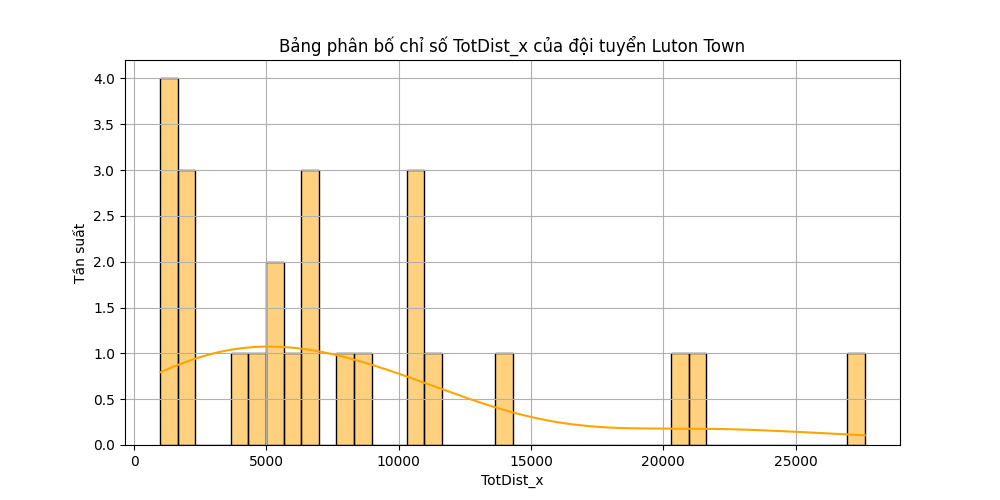 Bảng phân bố chỉ số TotDist_x của đội tuyển Luton Town
4.0
3.5
3.0
2.5
2.0
1.5
1.0
0.5
0.0
Tần suất
0 5000 10000 15000 20000 25000
TotDist_x